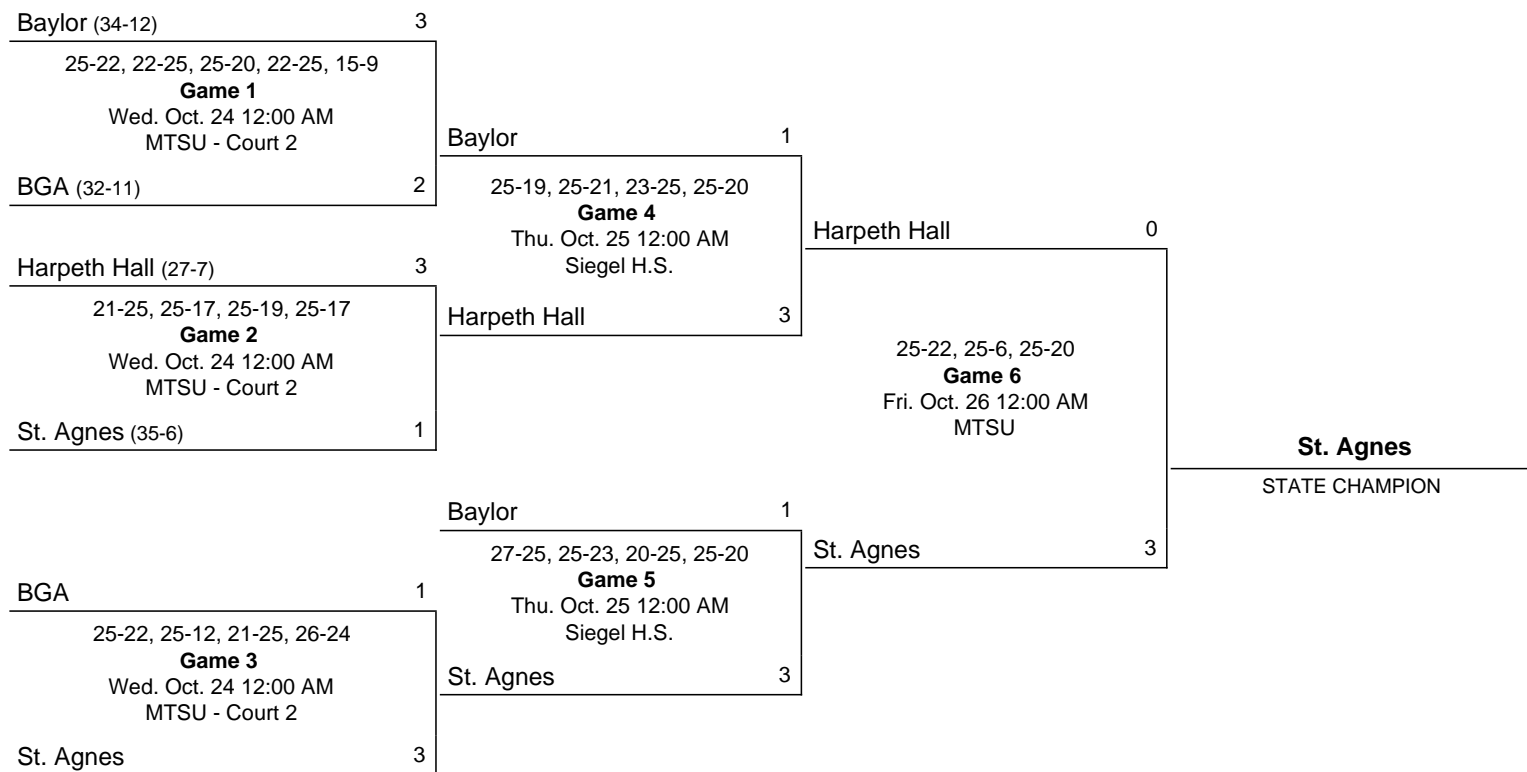 Baylor (34-12) 3
25-22, 22-25, 25-20, 22-25, 15-9
Game 1
Wed. Oct. 24 12:00 AM
MTSU - Court 2
BGA (32-11) 2
Harpeth Hall (27-7) 3
21-25, 25-17, 25-19, 25-17
Game 2
Wed. Oct. 24 12:00 AM
MTSU - Court 2
St. Agnes (35-6) 1
BGA 1
25-22, 25-12, 21-25, 26-24
Game 3
Wed. Oct. 24 12:00 AM
MTSU - Court 2
St. Agnes 3
Baylor 1
25-19, 25-21, 23-25, 25-20
Game 4
Thu. Oct. 25 12:00 AM
Siegel H.S.
Harpeth Hall 3
Baylor 1
27-25, 25-23, 20-25, 25-20
Game 5
Thu. Oct. 25 12:00 AM
Siegel H.S.
St. Agnes 3
Harpeth Hall 0
25-22, 25-6, 25-20
Game 6
Fri. Oct. 26 12:00 AM
MTSU
St. Agnes 3
St. Agnes
STATE CHAMPION